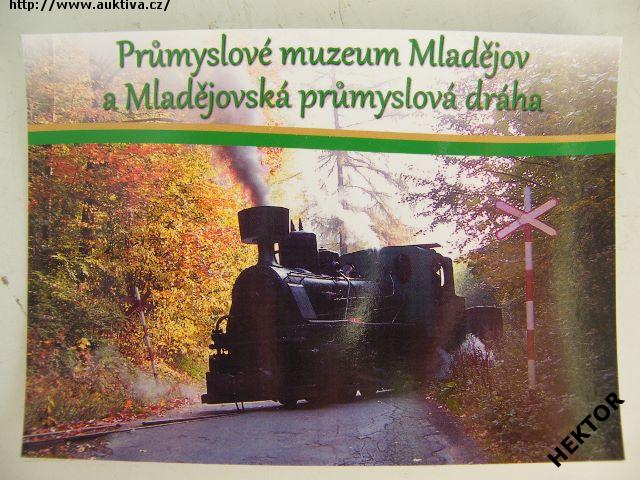 http://www.auktiva.cz/
Průmyslové muzeum Mladějov
a Mladějovská průmyslová dráha
HEKTOR